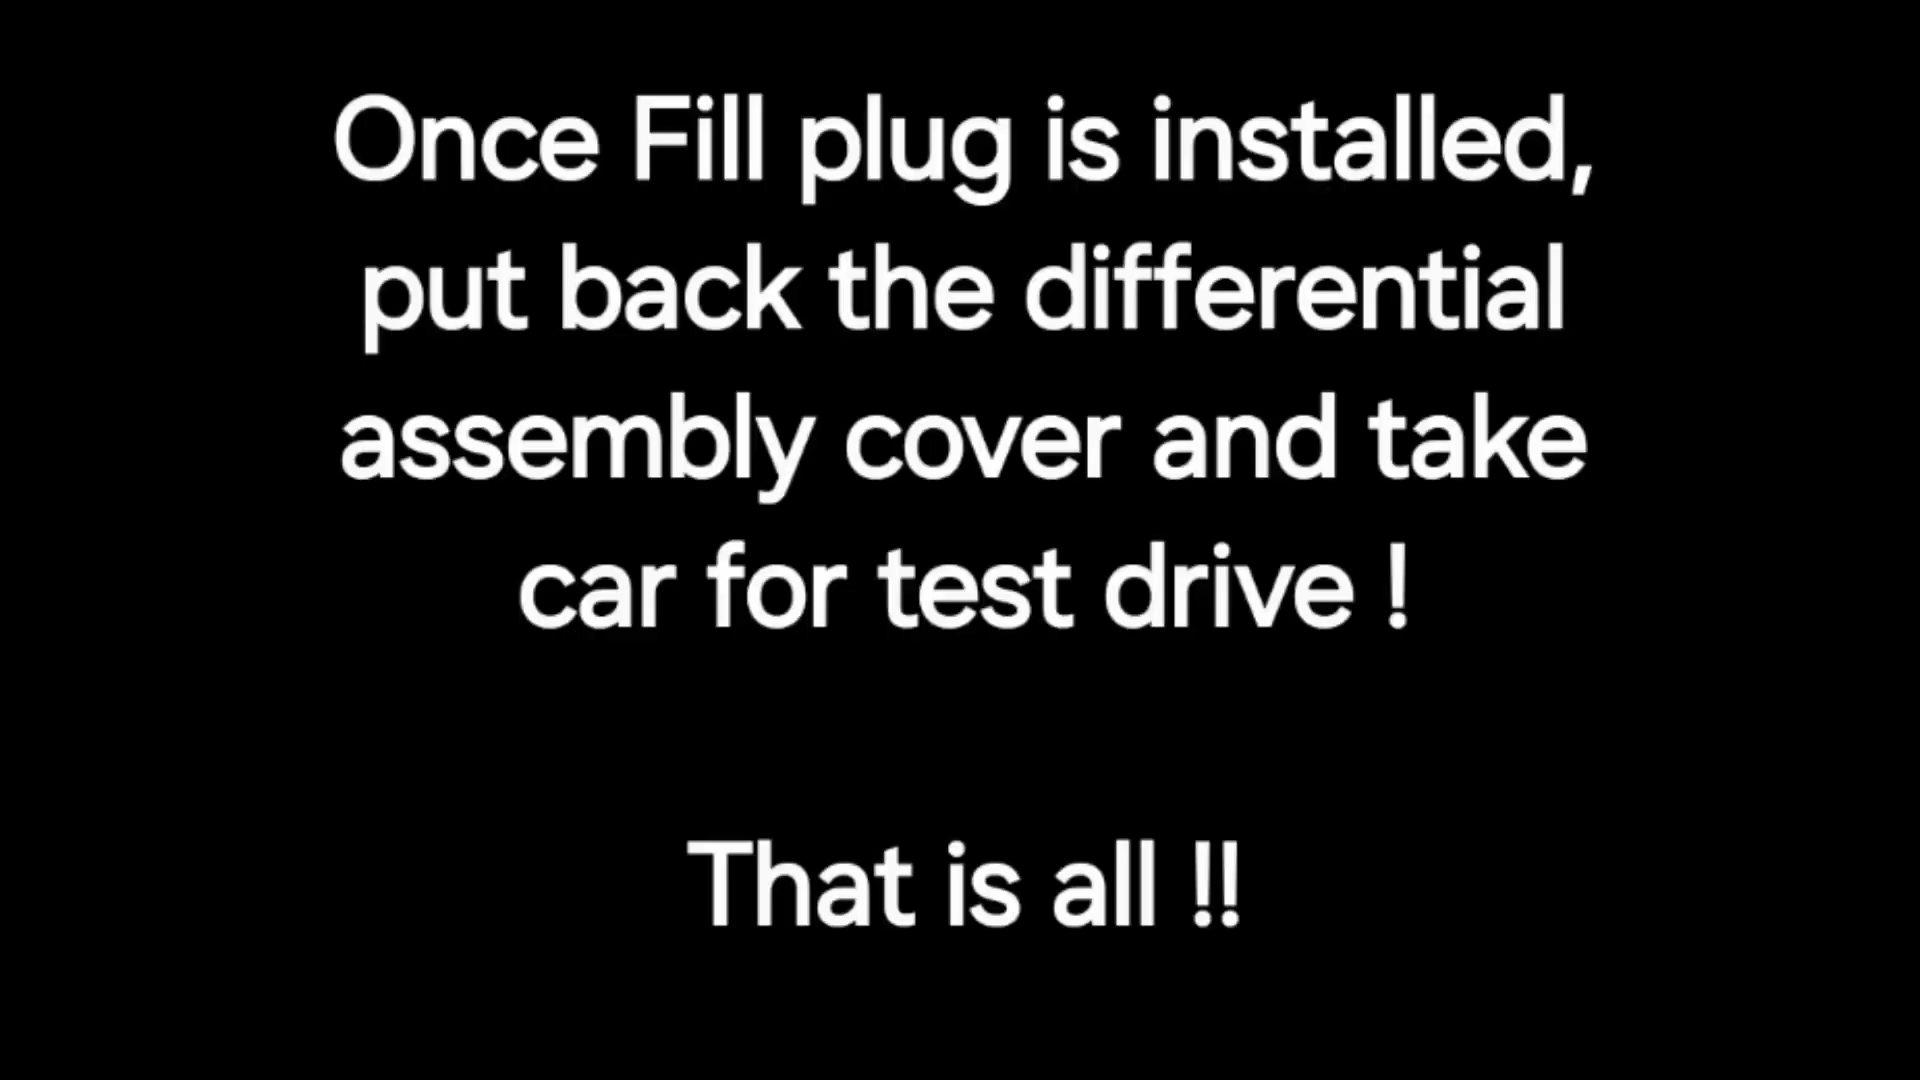 Once Fill plug is installed,
put back the differential
assembly cover and take
car for test drive !
That is all !!